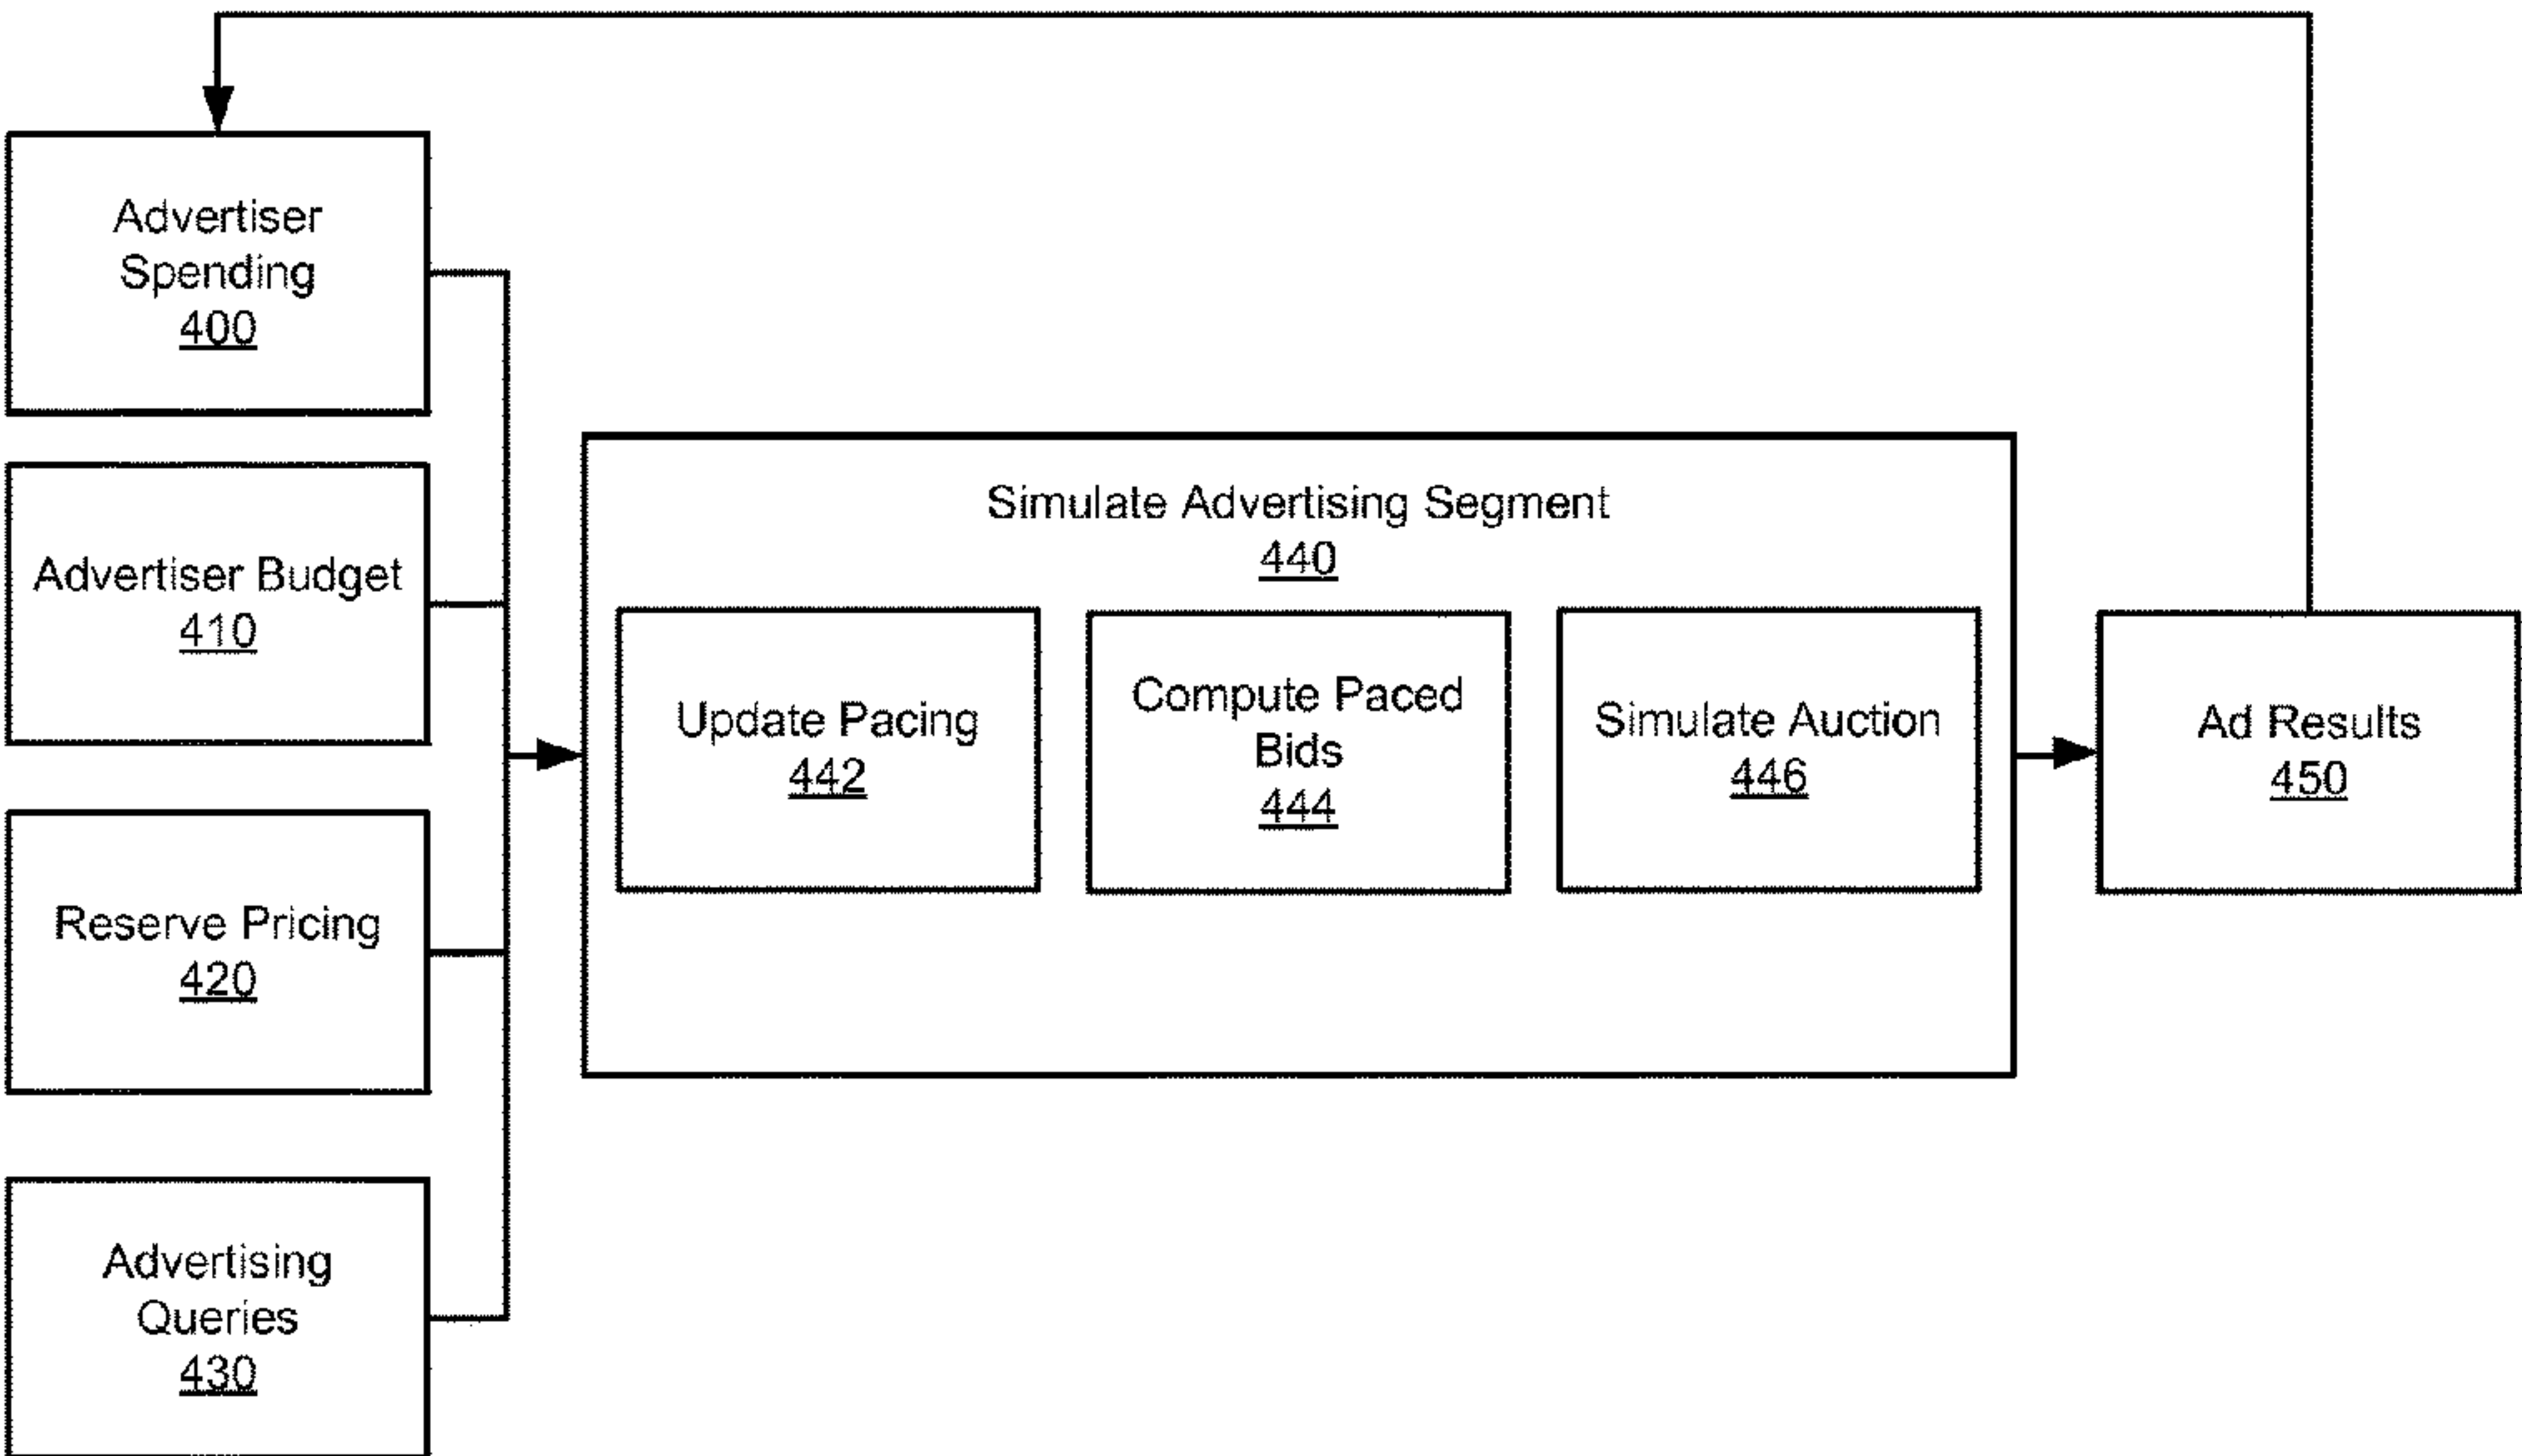 Advertiser
Spending
400
Advertiser Budget
410
Reserve Pricing
420
Advertising
Queries
430
Simulate Advertising Segment
440
Update Pacing
442
Compute Paced
Bids
444
Simulate Auction
446
Ad Results
450